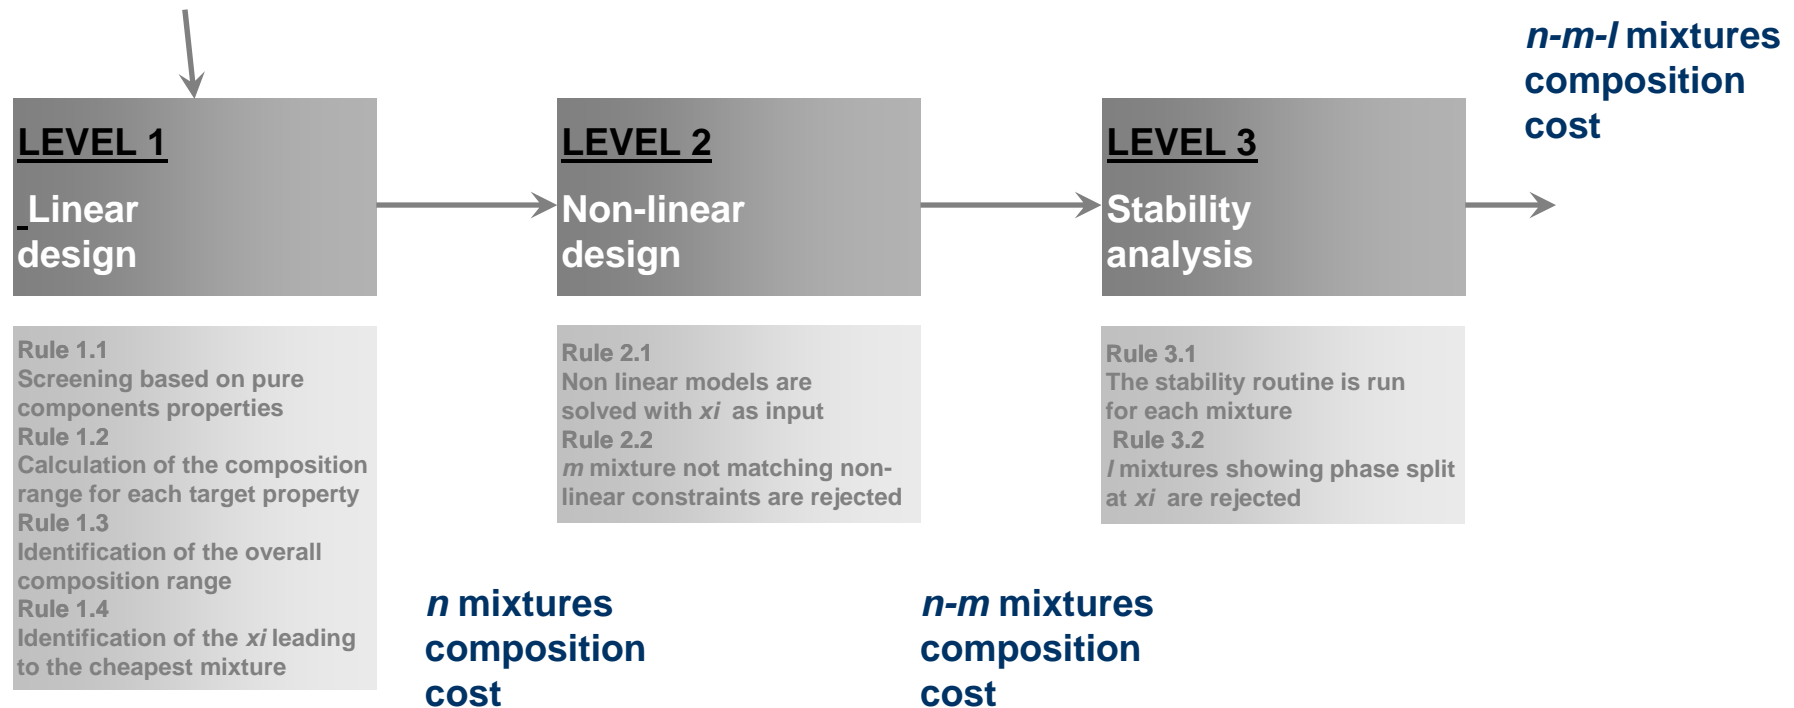 LEVEL 1
Linear
design
Rule 1.1
Screening based on pure
components properties
Rule 1.2
Calculation of the composition
range for each target property
Rule 1.3
Identification of the overall
composition range
Rule 1.4
Identification of the xi leading
to the cheapest mixture
n mixtures
composition
cost
LEVEL 2
Non-linear
design
Rule 2.1
Non linear models are
solved with xi as input
Rule 2.2
m mixture not matching non-
linear constraints are rejected
n-m mixtures
composition
cost
LEVEL 3
Stability
analysis
Rule 3.1
The stability routine is run
for each mixture
Rule 3.2
l mixtures showing phase split
at xi are rejected
n-m-l mixtures
composition
cost